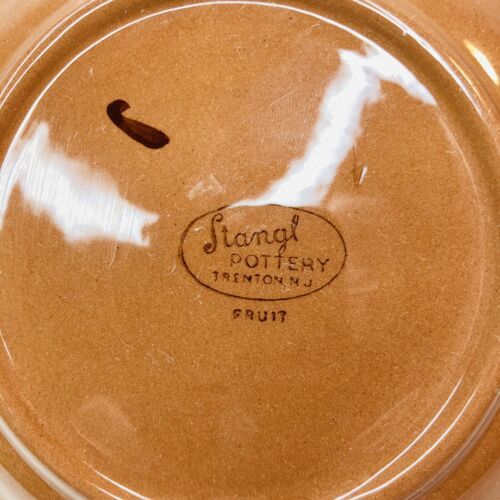 Stangl
POTTERY
TRENTON N J
FRUIT